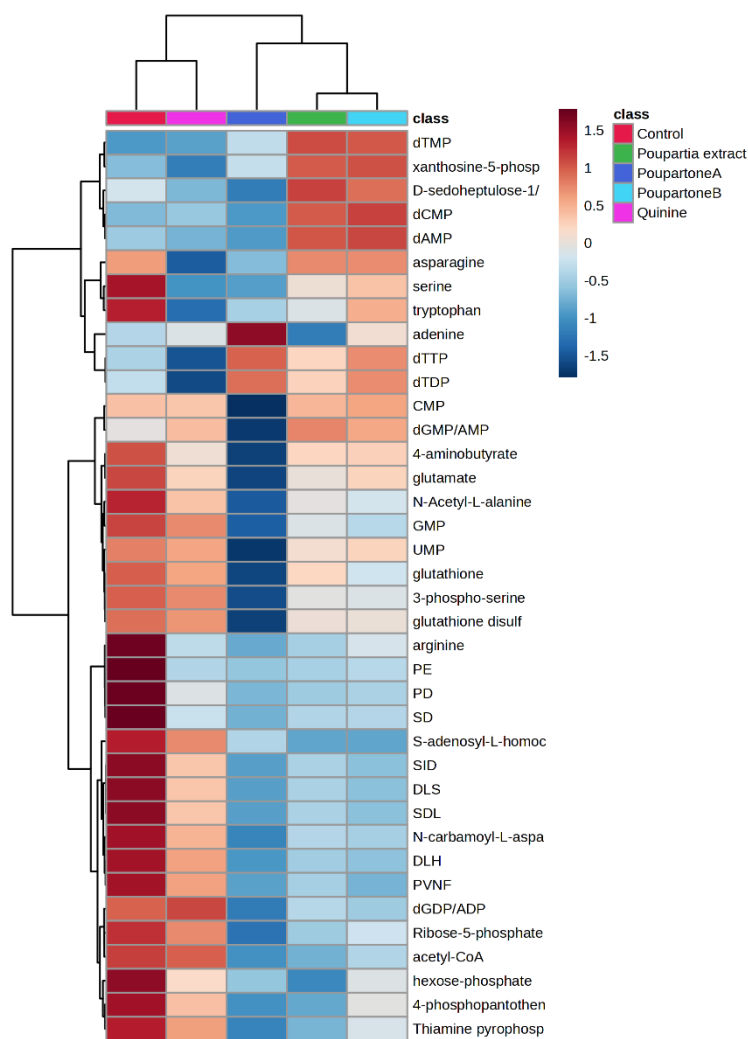 class
dTMP
xanthosine-5-phosp
D-sedoheptulose-1/
dCMP
dAMP
asparagine
serine
tryptophan
adenine
dTTP
dTDP
CMP
dGMP/AMP
4-aminobutyrate
glutamate
N-Acetyl-L-alanine
GMP
UMP
glutathione
3-phospho-serine
glutathione disulf
arginine
PE
PD
SD
S-adenosyl-L-homoc
SID
DLS
SDL
N-carbamoyl-L-aspa
DLH
PVNF
dGDP/ADP
Ribose-5-phosphate
acetyl-CoA
hexose-phosphate
4-phosphopantothen
Thiamine pyrophosp
1.5
1
0.5
0
-0.5
-1
-1.5
class
Control
Poupartia extract
PoupartoneA
PoupartoneB
Quinine